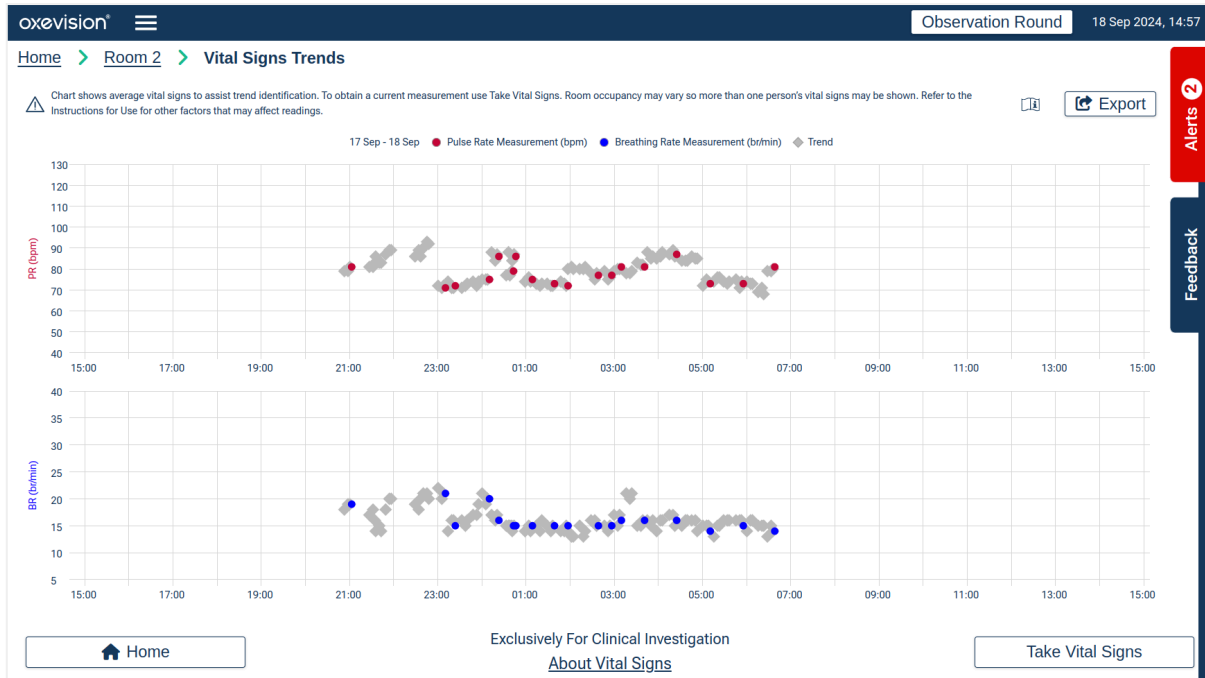 oxevision®
Observation Round
18 Sep 2024, 14:57
Home > Room 2 > Vital Signs Trends
Chart shows average vital signs to assist trend identification. To obtain a current measurement use Take Vital Signs. Room occupancy may vary so more than one person's vital signs may be shown. Refer to the
Instructions for Use for other factors that may affect readings.
Export
Alerts 2
Feedback
17 Sep - 18 Sep Pulse Rate Measurement (bpm) Breathing Rate Measurement (br/min) Trend
PR (bpm)
130
120
110
100
90
80
70
60
50
40
15:00 17:00 19:00 21:00 23:00 01:00 03:00 05:00 07:00 09:00 11:00 13:00 15:00
BR (br/min)
40
35
30
25
20
15
10
5
15:00 17:00 19:00 21:00 23:00 01:00 03:00 05:00 07:00 09:00 11:00 13:00 15:00
Home
Exclusively For Clinical Investigation
About Vital Signs
Take Vital Signs